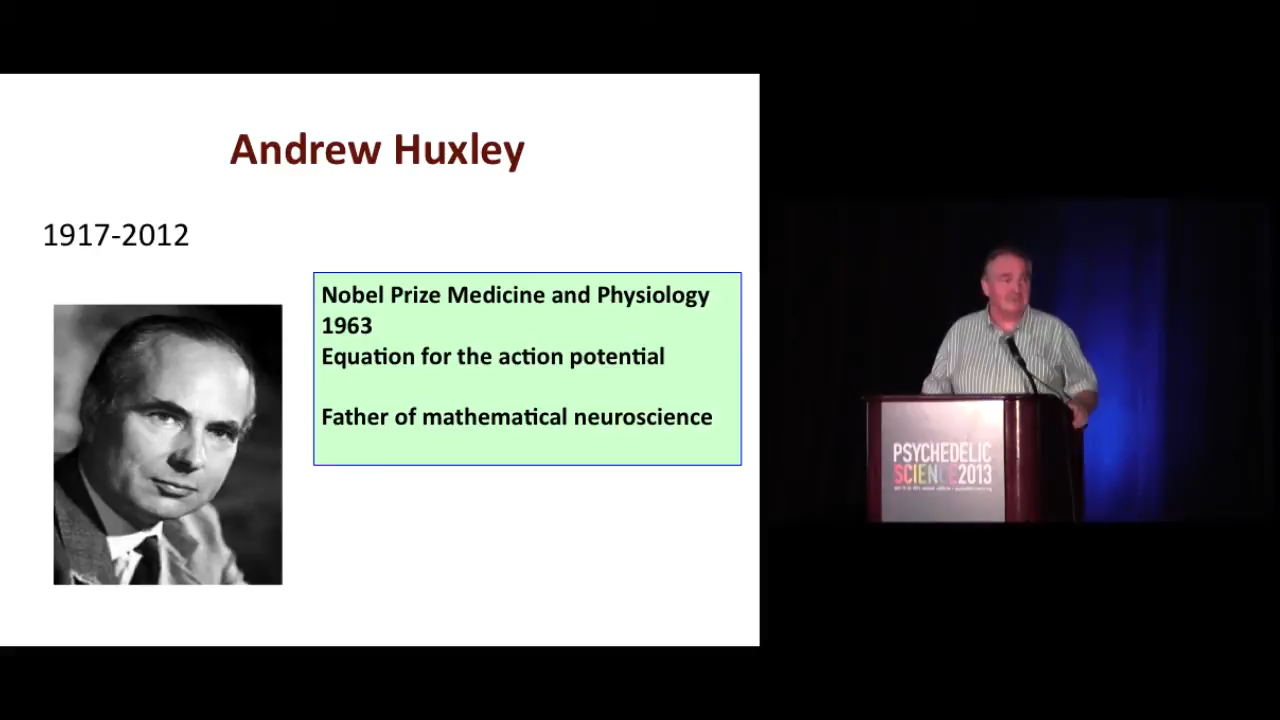 Andrew Huxley
1917-2012
Nobel Prize Medicine and Physiology
1963
Equation for the action potential
Father of mathematical neuroscience
PSYCHEDELIC
SCIENCE2013